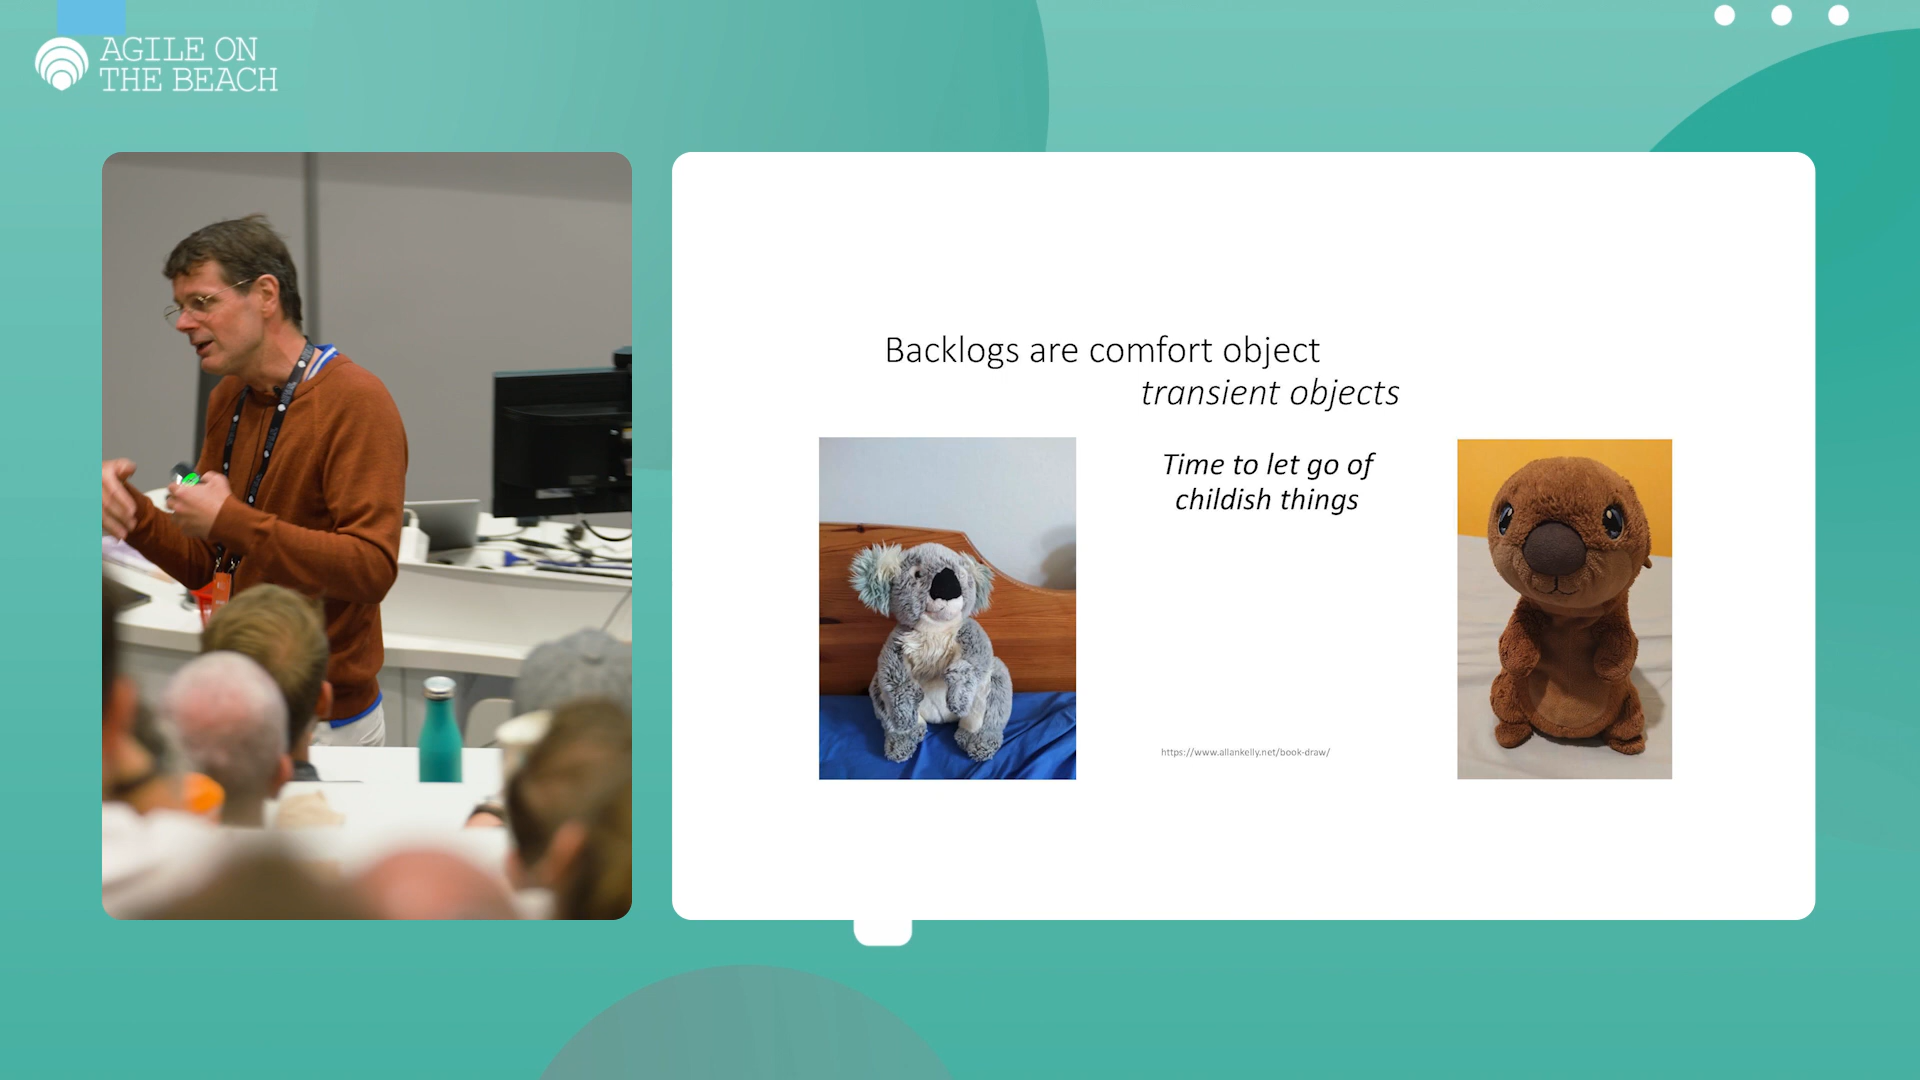 AGILE ON
THE BEACH
Backlogs are comfort object
transient objects
Time to let go of
childish things
https://www.allankelly.net/book-draw/